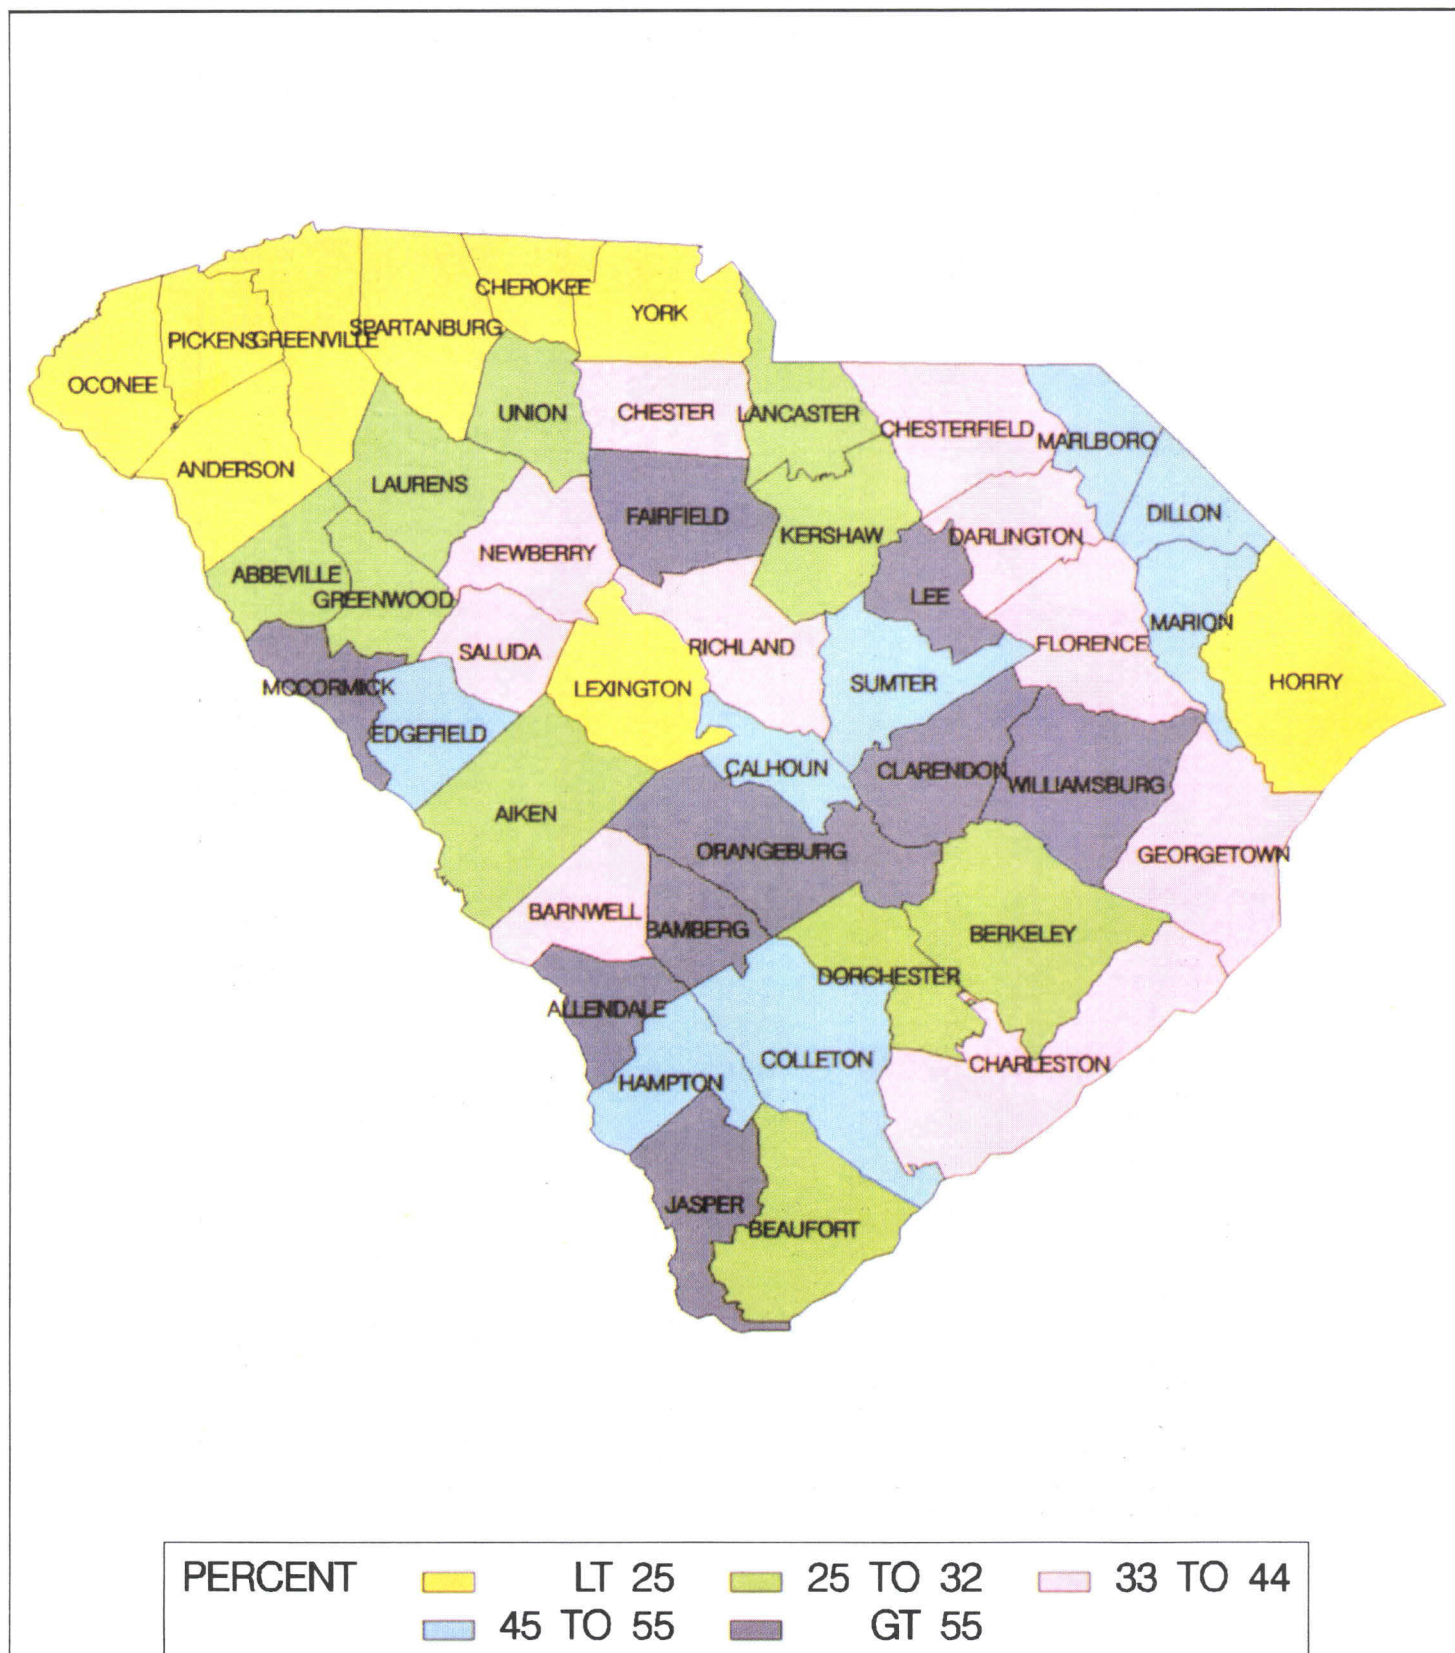 CHEROKEE
YORK
SPARTANBURG
PICKENS
GREENVILLE
OCONEE
UNION
CHESTER
LANCASTER
CHESTERFIELD
MARLBORO
ANDERSON
LAURENS
FAIRFIELD
DILLON
KERSHAW
DARLINGTON
NEWBERRY
ABBEVILLE
GREENWOOD
LEE
MARION
SALUDA
RICHLAND
FLORENCE
MCCORMICK
LEXINGTON
SUMTER
HORRY
EDGEFIELD
CALHOUN
CLARENDON
WILLIAMSBURG
AIKEN
ORANGEBURG
GEORGETOWN
BARNWELL
BAMBERG
BERKELEY
DORCHESTER
ALLENDALE
COLLETON
CHARLESTON
HAMPTON
JASPER
BEAUFORT
PERCENT LT 25 25 TO 32 33 TO 44
45 TO 55 GT 55